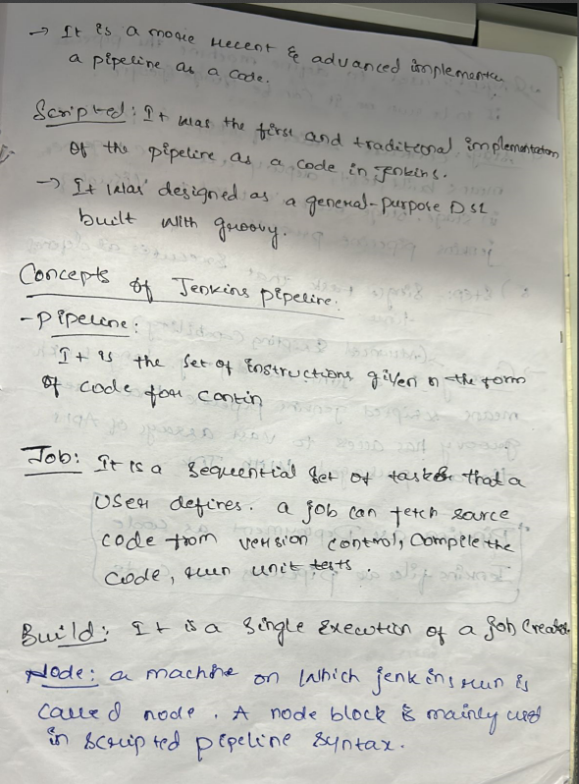 → It is a more recent & advanced implementa
a pipeline as a code.
Scripted: It was the first and traditional implementation
of the pipeline as a code in Jenkins.
→ It was designed as a general-purpose DSL
built with groovy.
Concepts of Jenkins pipeline:
- Pipeline:
It is the set of instructions given in the form
of code for contin
Job: It is a sequential set of tasks that a
user defines. a job can fetch source
code from version control, compile the
code, run unit tests.
Build: It is a single execution of a job
Node: a machine on which jenkins run is
called node. A node block is mainly used
in scripted pipeline syntax.